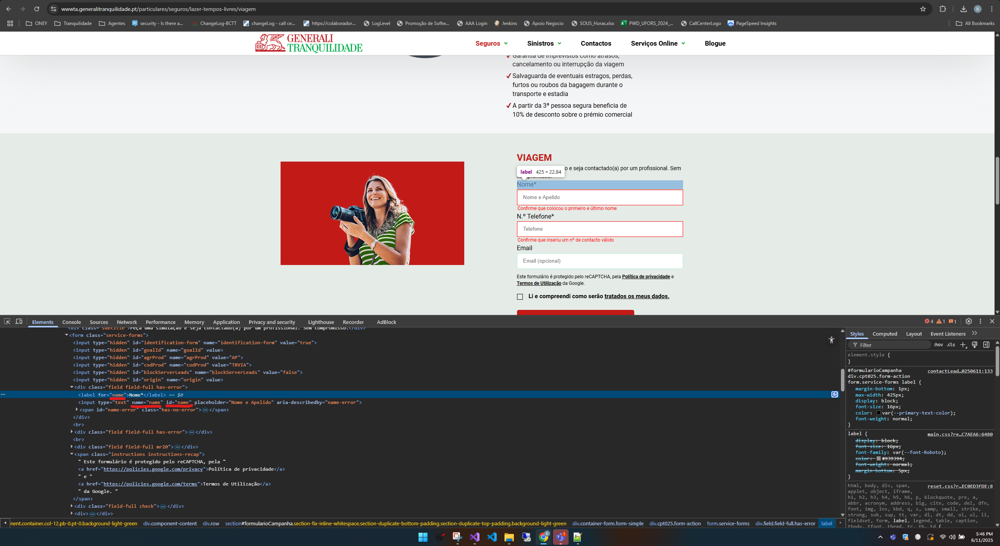 wwwta.generalitranquilidade.pt/particulares/seguros/lazer-tempos-livres/viagem
B
ONEY Tranquilidade Agentes security - Is there a... ChangeLog-BCTT changeLog - call ce... https://colaborador... LogLevel Promoção de Softw... AAA Login Jenkins Apoio Negocio SOUS_Horas.xlsx PWD_UFORS_2024_... CallCenterLogo PageSpeed Insights All Bookmarks
GENERALI
TRANQUILIDADE
Seguros Sinistros Contactos Serviços Online Blogue
Garantia de imprevistos como atrasos,
cancelamento ou interrupção da viagem
Salvaguarda de eventuais estragos, perdas,
furtos ou roubos da bagagem durante o
transporte e estadia
A partir da 3ª pessoa segura beneficia de
10% de desconto sobre o prémio comercial
VIAGEM
label 425 × 22.84
o e seja contactado(a) por um profissional. Sem
Nome*
Nome e Apelido
Confirme que colocou o primeiro e último nome
N.º Telefone*
Telefone
Confirme que inseriu um nº de contacto válido
Email
Email (opcional)
Este formulário é protegido pelo reCAPTCHA, pela Política de privacidade e
Termos de Utilização da Google.
Li e compreendi como serão tratados os meus dados.
Elements Console Sources Network Performance Memory Application Privacy and security Lighthouse Recorder AdBlock
4 1 1
<div class="subtitle">Peça uma simulação e seja contactado(a) por um profissional. Sem compromisso.</div>
<form class="service-forms">
<input type="hidden" id="identification-form" name="identification-form" value="true">
<input type="hidden" id="goalId" name="goalId" value>
<input type="hidden" id="agrProd" name="agrProd" value="AP">
<input type="hidden" id="codProd" name="codProd" value="TRVIA">
<input type="hidden" id="blockServerLeads" name="blockServerLeads" value="false">
<input type="hidden" id="origin" name="origin" value>
<div class="field field-full has-error">
<label for="name">Nome*</label> == $0
<input type="text" name="name" id="name" placeholder="Nome e Apelido" aria-describedby="name-error">
<span id="name-error" class="has-no-error">…</span>
</div>
<br>
<div class="field field-full has-error">…</div>
<br>
<div class="field field-full mr20">…</div>
<span class="instructions instructions-recap">
" Este formulário é protegido pelo reCAPTCHA, pela "
<a href="https://policies.google.com/privacy">Política de privacidade</a>
" e "
<a href="https://policies.google.com/terms">Termos de Utilização</a>
" da Google. "
</span>
<div class="field-full check">…</div>
<div>…</div>
nent.container.col-12.pb-0.pt-0.background-light-green div.component-content div.row section#formularioCampanha.section-fix-inline-whitespace.section-duplicate-bottom-padding.section-duplicate-top-padding.background-light-green div.container-form.form-simple div.cpt025.form-action form.service-forms div.field.field-full.has-error label
Styles Computed Layout Event Listeners
Filter :hov .cls
element.style {
}
#formularioCampanha contactLead…0250611:133
div.cpt025.form-action
form.service-forms label {
margin-bottom: 1px;
max-width: 425px;
display: block;
font-size: 16px;
color: var(--primary-text-color);
font-weight: normal;
}
label { main.css?re…C7AEA6:6480
display: block;
font-size: 16px;
font-family: var(--font-Roboto);
color: #939394;
font-weight: normal;
margin-bottom: 5px;
}
html, body, div, span, reset.css?r…EC0ED3FDE:8
applet, object, iframe,
h1, h2, h3, h4, h5, h6, p, blockquote, pre, a,
abbr, acronym, address, big, cite, code, del, dfn,
font, img, ins, kbd, q, s, samp, small, strike,
strong, sub, sup, tt, var, dl, dt, dd, ol, ul, li,
fieldset, form, label, legend, table, caption,
tbody, tfoot, thead, tr, th, td {
5:46 PM
6/11/2025